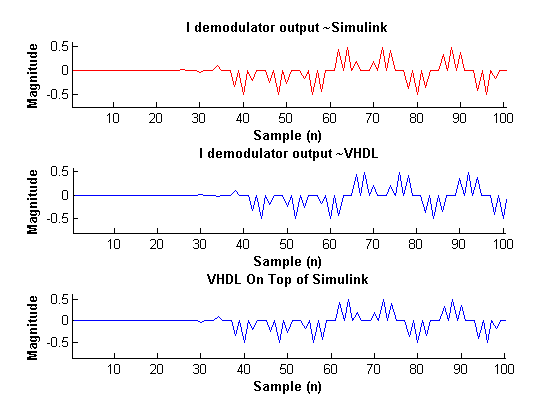 I demodulator output ~Simulink
0.5
0
-0.5
Magnitude
10 20 30 40 50 60 70 80 90 100
Sample (n)
I demodulator output ~VHDL
0.5
0
-0.5
Magnitude
10 20 30 40 50 60 70 80 90 100
Sample (n)
VHDL On Top of Simulink
0.5
0
-0.5
Magnitude
10 20 30 40 50 60 70 80 90 100
Sample (n)